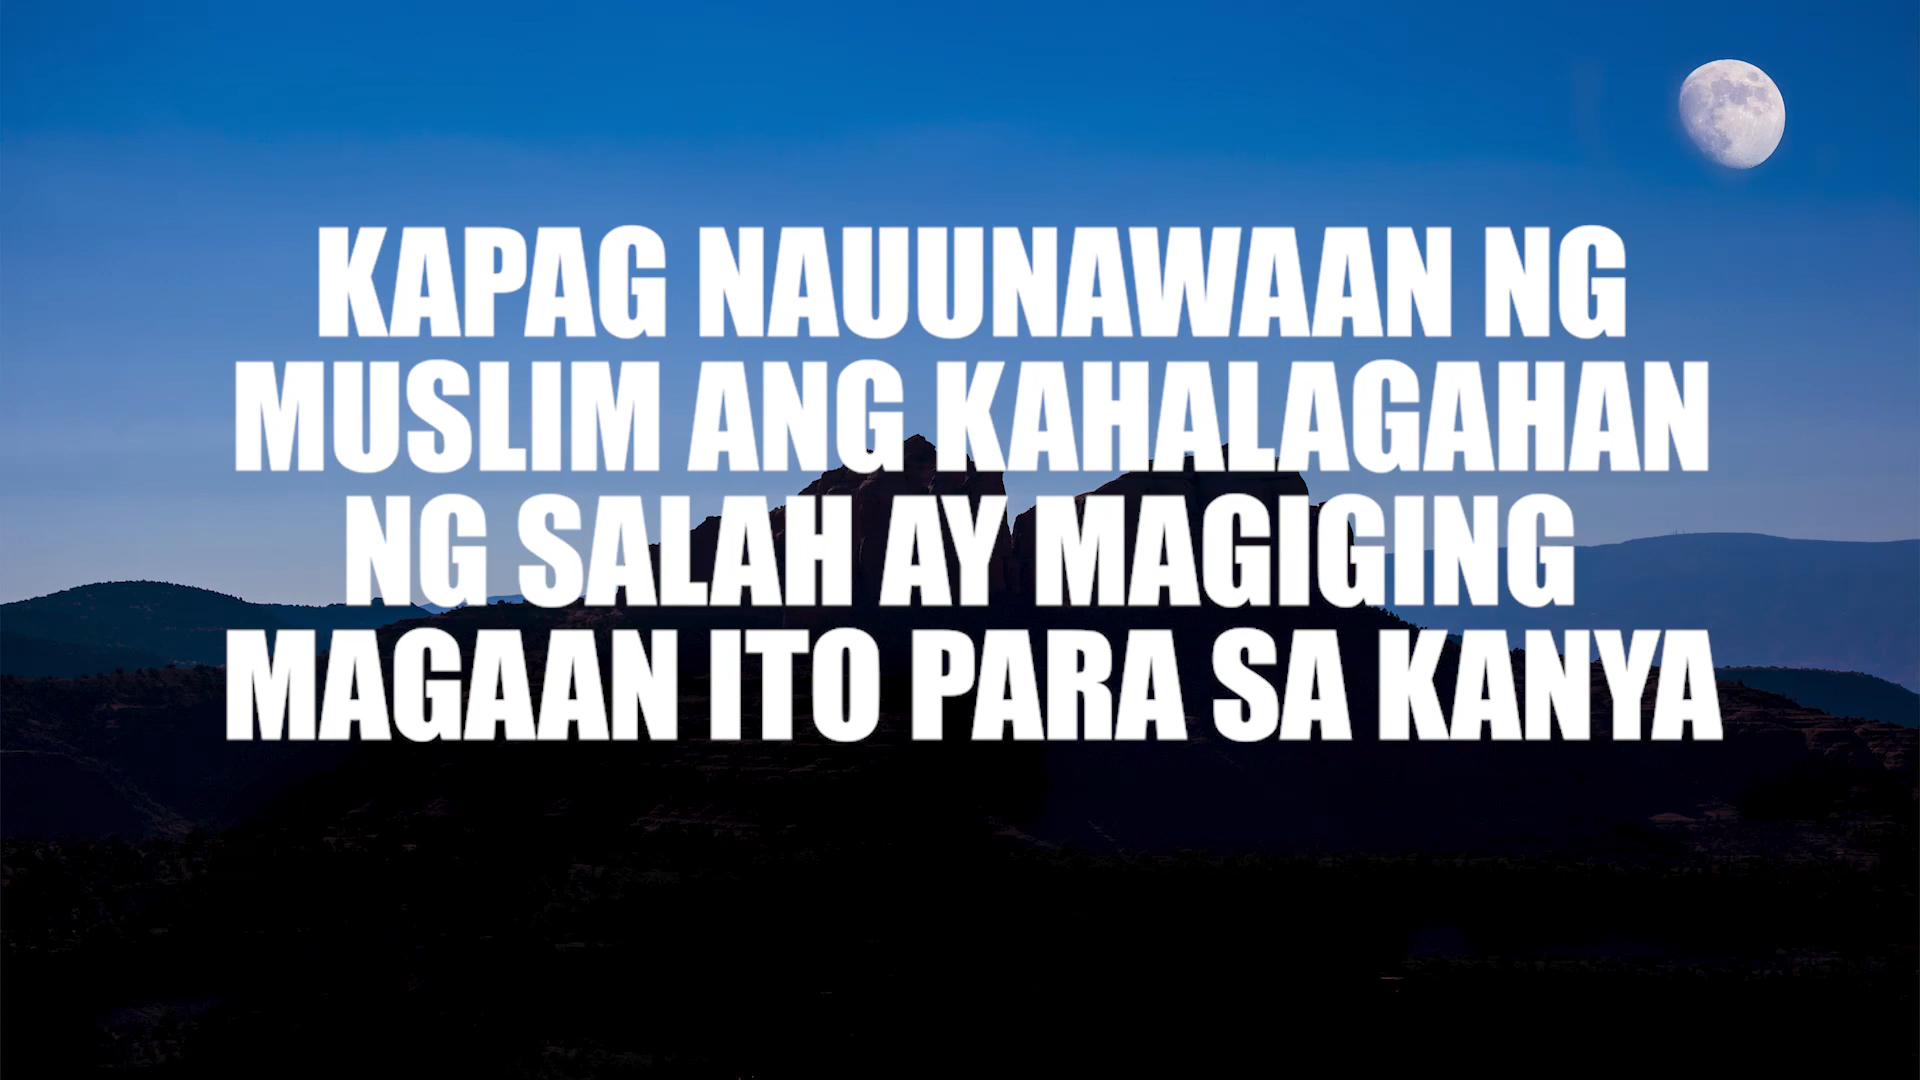 KAPAG NAUUNAWAAN NG
MUSLIM ANG KAHALAGAHAN
NG SALAH AY MAGIGING
MAGAAN ITO PARA SA KANYA